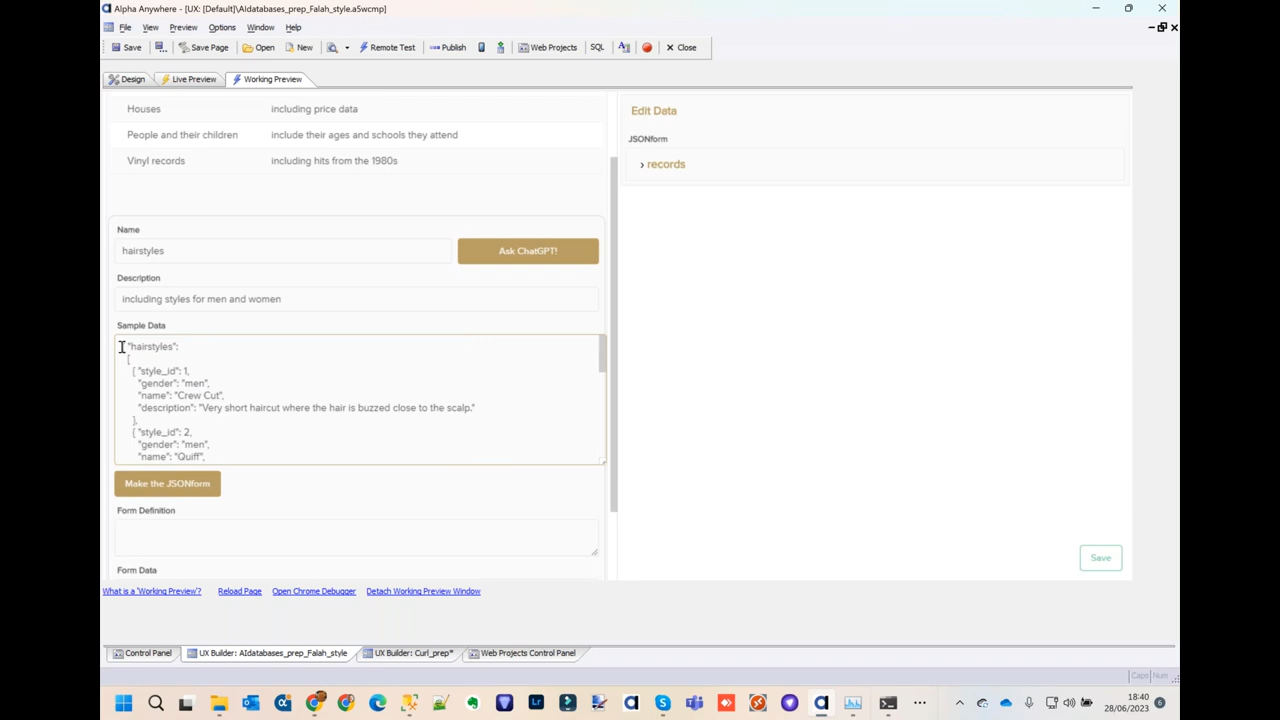 Alpha Anywhere - [UX: [Default]\AIdatabases_prep_Falah_style.a5wcmp]
File View Preview Options Window Help
Save Save Page Open New Remote Test Publish Web Projects SQL Close
Design Live Preview Working Preview
Houses including price data
People and their children include their ages and schools they attend
Vinyl records including hits from the 1980s
Name
hairstyles Ask ChatGPT!
Description
including styles for men and women
Sample Data
"hairstyles":
[
{ "style_id": 1,
"gender": "men",
"name": "Crew Cut",
"description": "Very short haircut where the hair is buzzed close to the scalp."
},
{ "style_id": 2,
"gender": "men",
"name": "Quiff",
Make the JSONform
Form Definition
Form Data
Edit Data
JSONform
› records
Save
What is a 'Working Preview'? Reload Page Open Chrome Debugger Detach Working Preview Window
Control Panel UX Builder: AIdatabases_prep_Falah_style UX Builder: Curl_prep* Web Projects Control Panel
Caps Num
18:40
28/06/2023 6